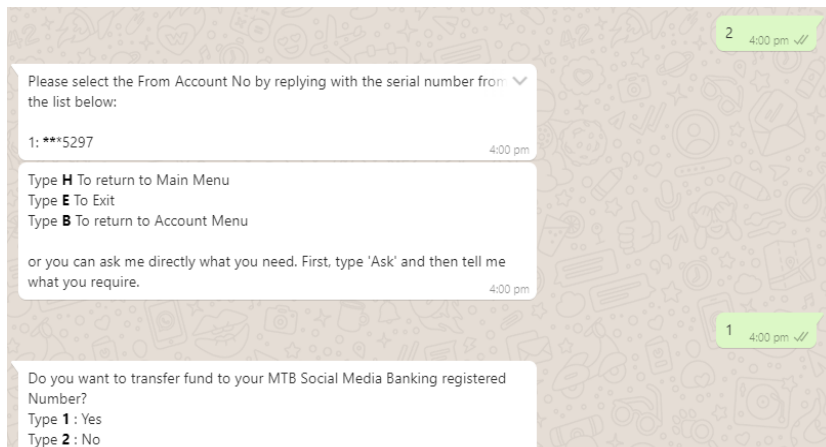 2 4:00 pm
Please select the From Account No by replying with the serial number from
the list below:
1: ***5297
4:00 pm
Type H To return to Main Menu
Type E To Exit
Type B To return to Account Menu
or you can ask me directly what you need. First, type 'Ask' and then tell me
what you require.
4:00 pm
1 4:00 pm
Do you want to transfer fund to your MTB Social Media Banking registered
Number?
Type 1 : Yes
Type 2 : No